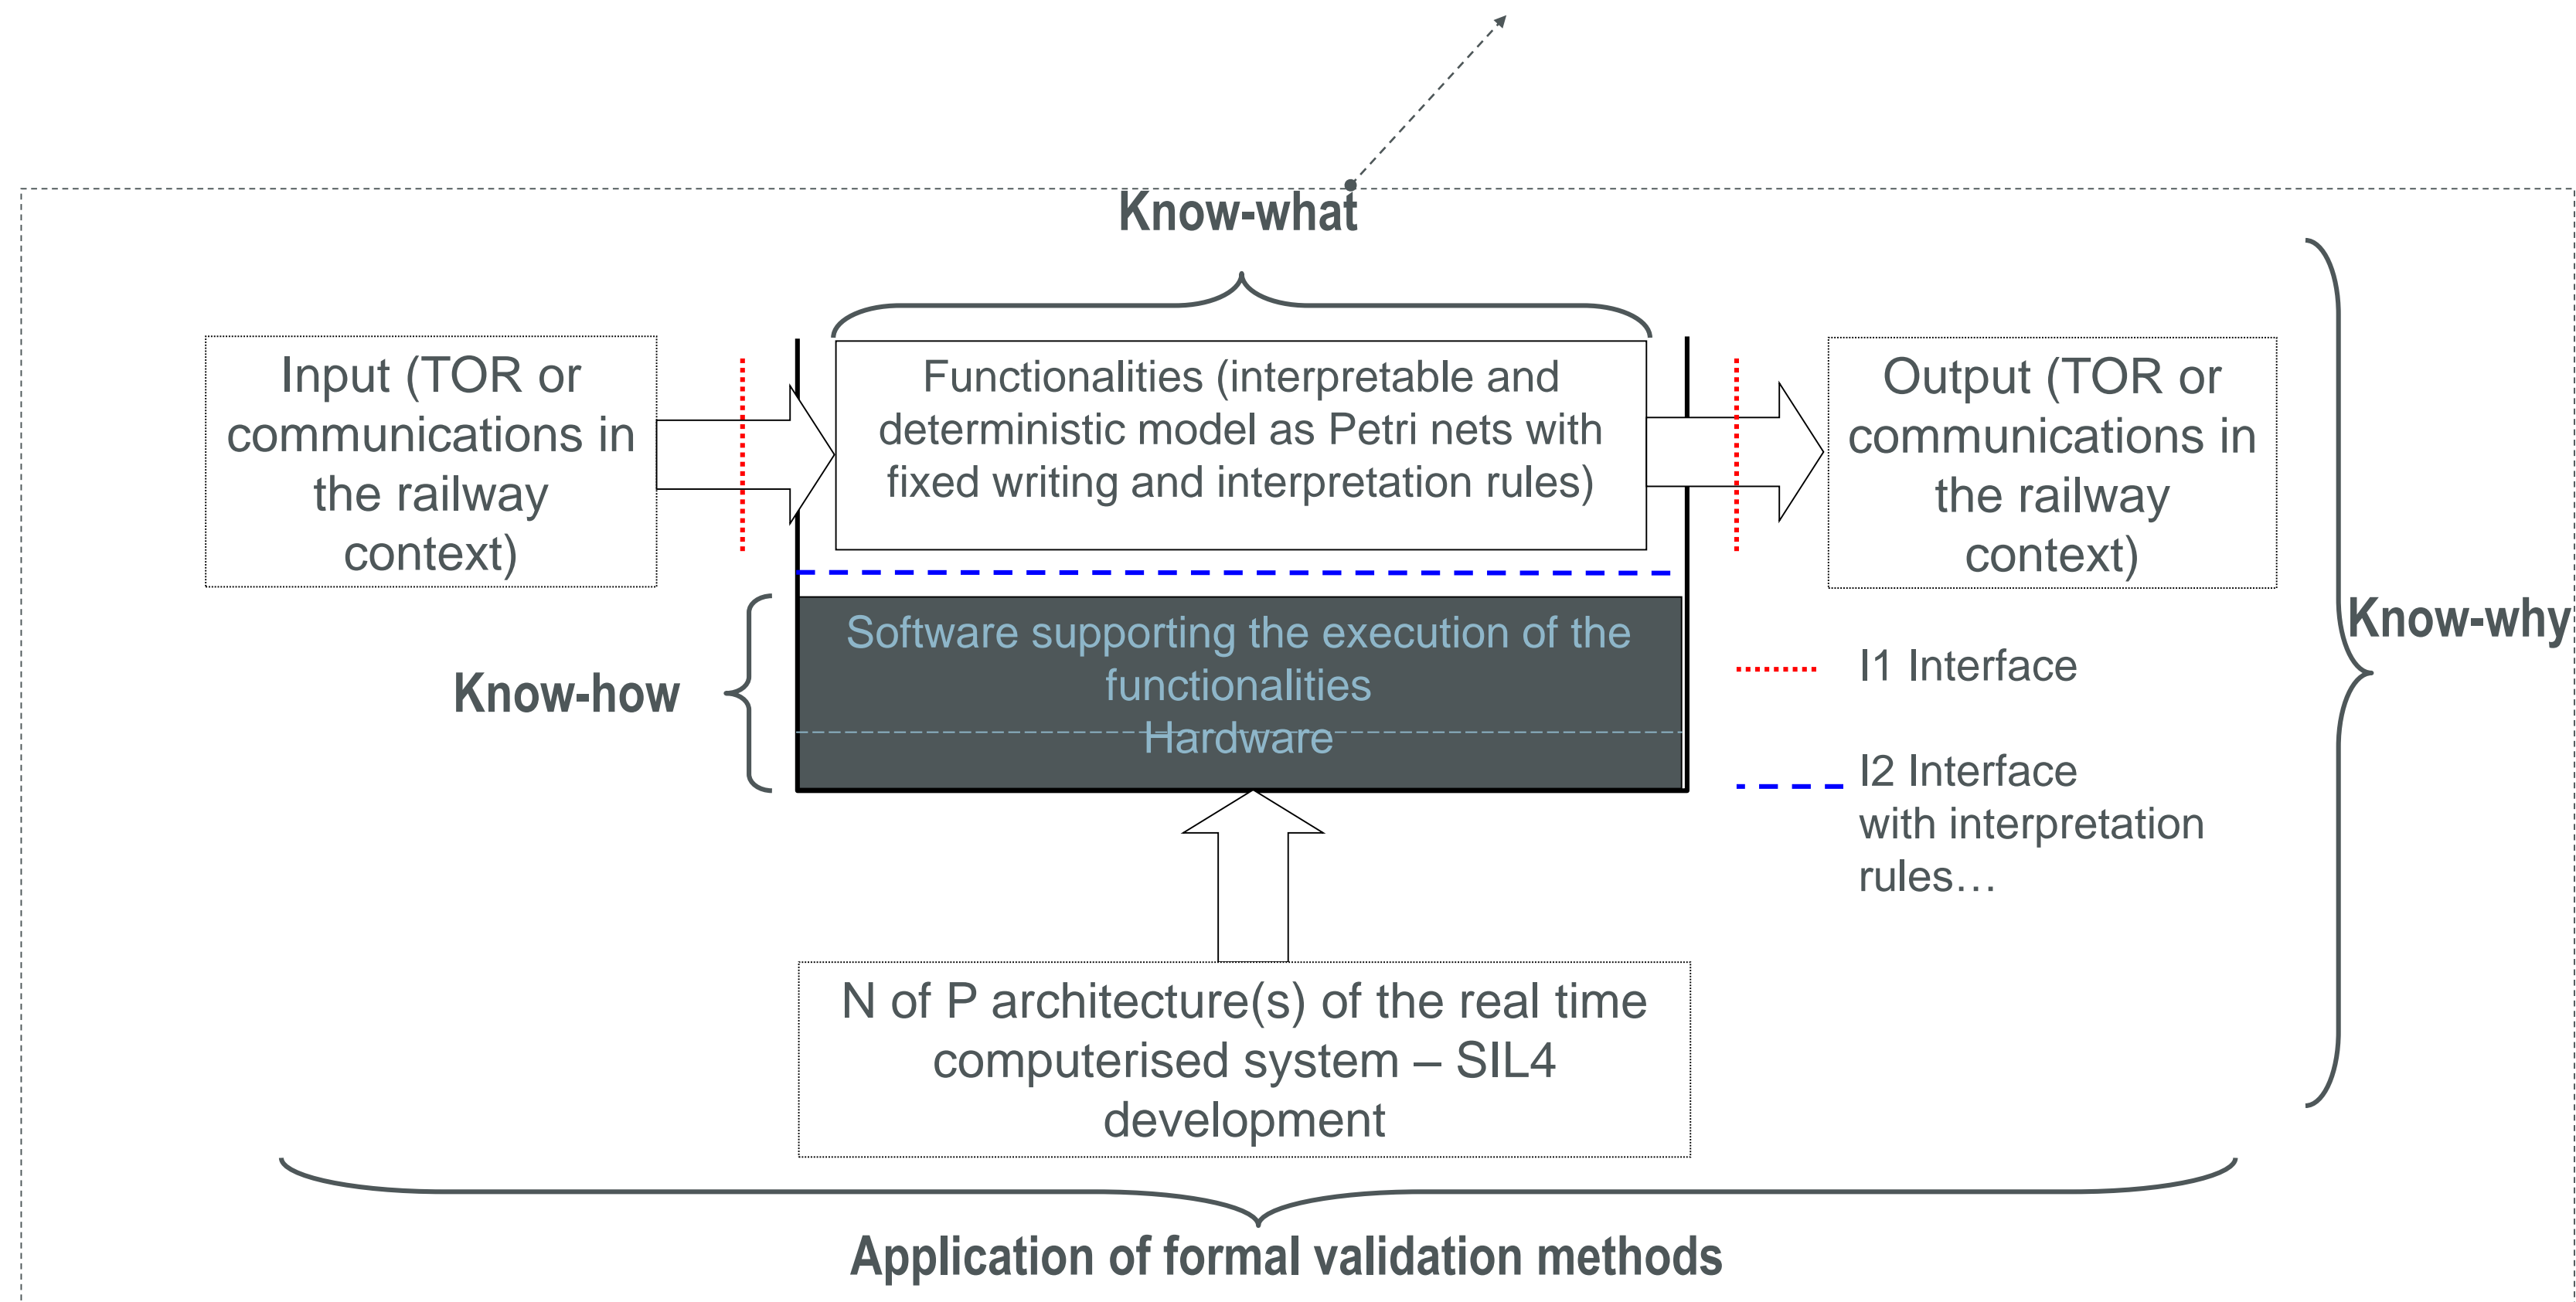 Know-what
Input (TOR or
communications in
the railway
context)
Functionalities (interpretable and
deterministic model as Petri nets with
fixed writing and interpretation rules)
Output (TOR or
communications in
the railway
context)
Know-why
Know-how
Software supporting the execution of the
functionalities
Hardware
I1 Interface
I2 Interface
with interpretation
rules…
N of P architecture(s) of the real time
computerised system – SIL4
development
Application of formal validation methods